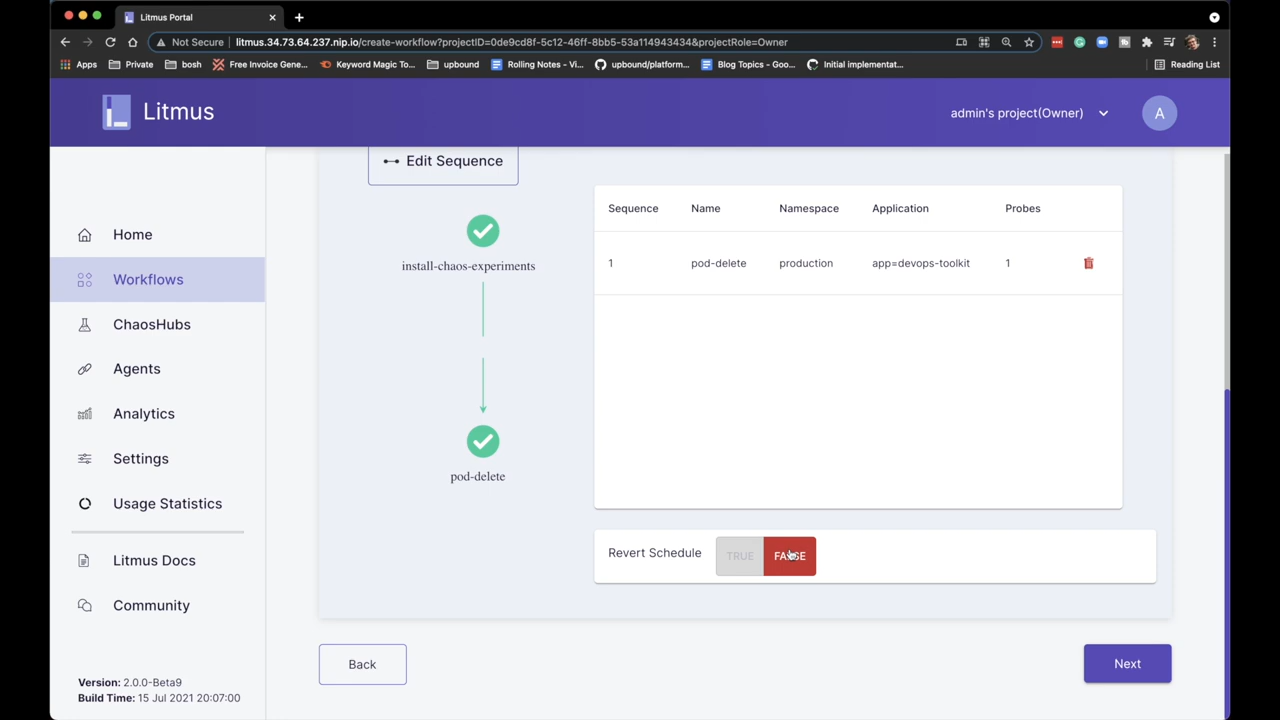 Litmus Portal
Not Secure
litmus.34.73.64.237.nip.io/create-workflow?projectID=0de9cd8f-5c12-46ff-8bb5-53a114943434&projectRole=Owner
Apps
Private
bosh
Free Invoice Gene...
Keyword Magic To...
upbound
Rolling Notes - Vi...
upbound/platform...
Blog Topics - Goo...
Initial implementat...
Reading List
Litmus
admin's project(Owner)
A
Edit Sequence
Home
Workflows
ChaosHubs
Agents
Analytics
Settings
Usage Statistics
Litmus Docs
Community
Version: 2.0.0-Beta9
Build Time: 15 Jul 2021 20:07:00
install-chaos-experiments
pod-delete
Sequence Name Namespace Application Probes
1 pod-delete production app=devops-toolkit 1
Revert Schedule TRUE FALSE
Back
Next